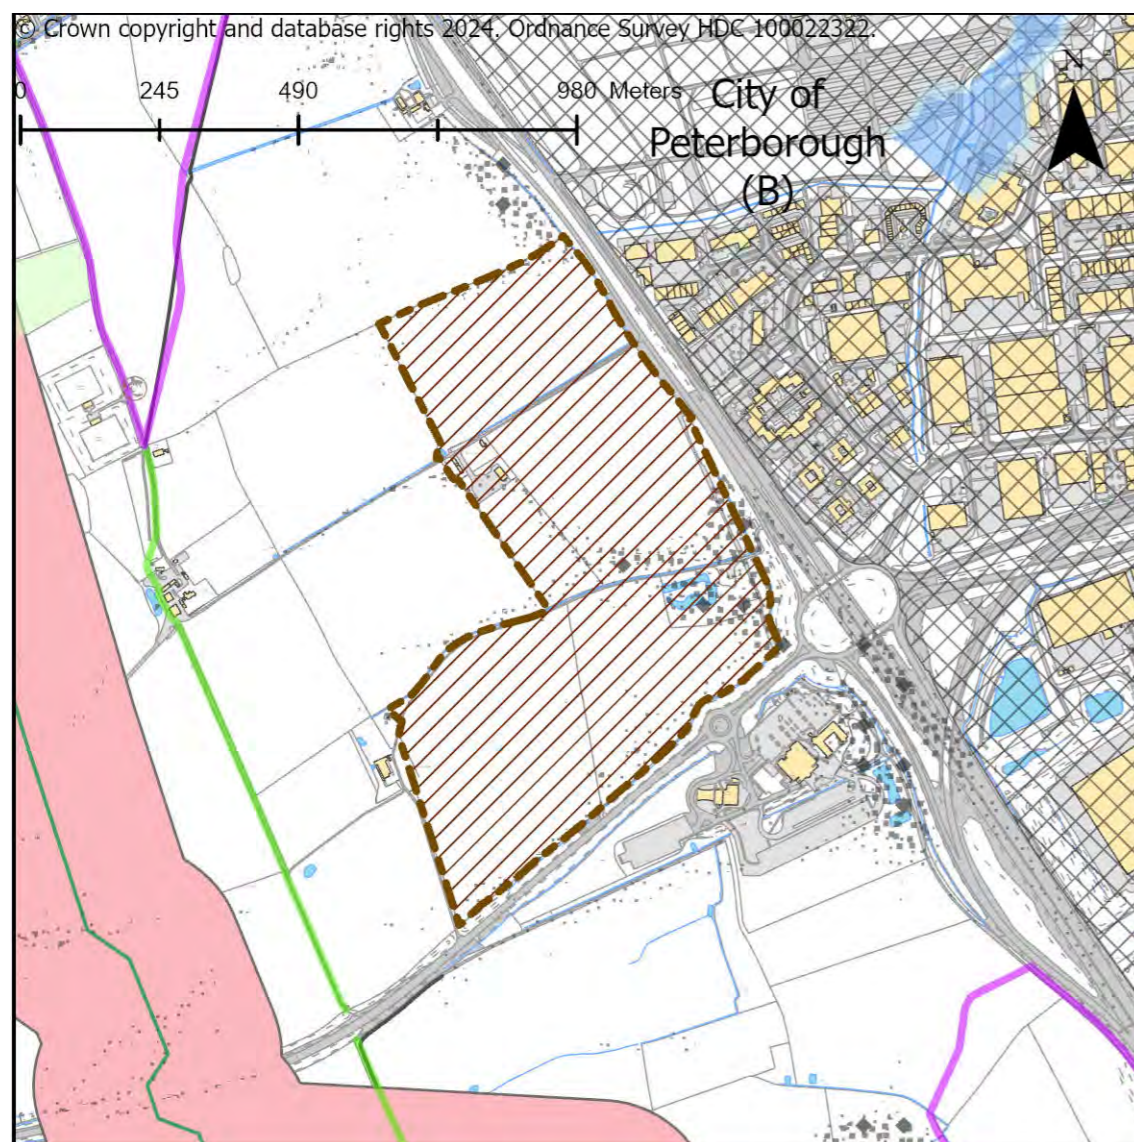 © Crown copyright and database rights 2024. Ordnance Survey HDC 100022322.
N
0 245 490 980 Meters
City of
Peterborough
(B)